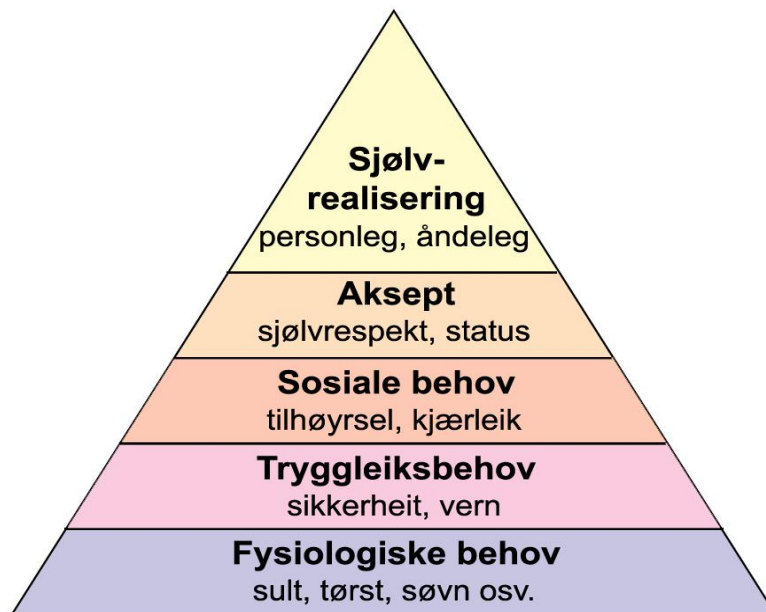 Sjølv-
realisering
personleg, åndeleg
Aksept
sjølvrespekt, status
Sosiale behov
tilhøyrsel, kjærleik
Tryggleiksbehov
sikkerheit, vern
Fysiologiske behov
sult, tørst, søvn osv.